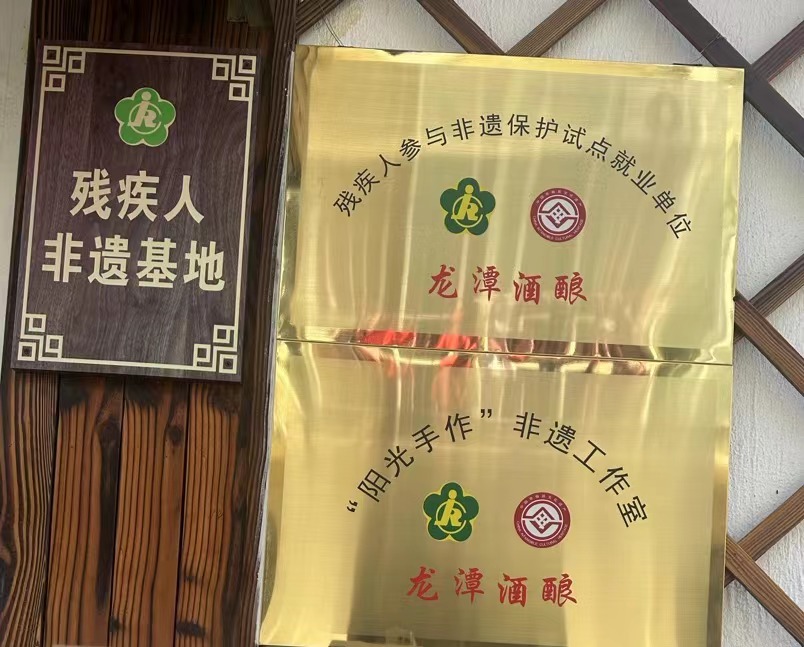 残疾人
非遗基地
残疾人参与非遗保护试点就业单位
龙潭酒酿
“阳光手作”非遗工作室
龙潭酒酿